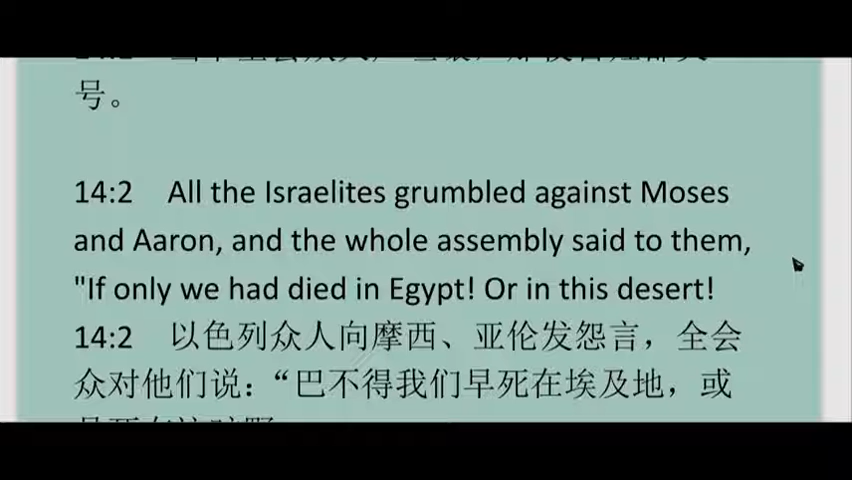 号。
14:2 All the Israelites grumbled against Moses
and Aaron, and the whole assembly said to them,
"If only we had died in Egypt! Or in this desert!
14:2 以色列众人向摩西、亚伦发怨言，全会
众对他们说：“巴不得我们早死在埃及地，或